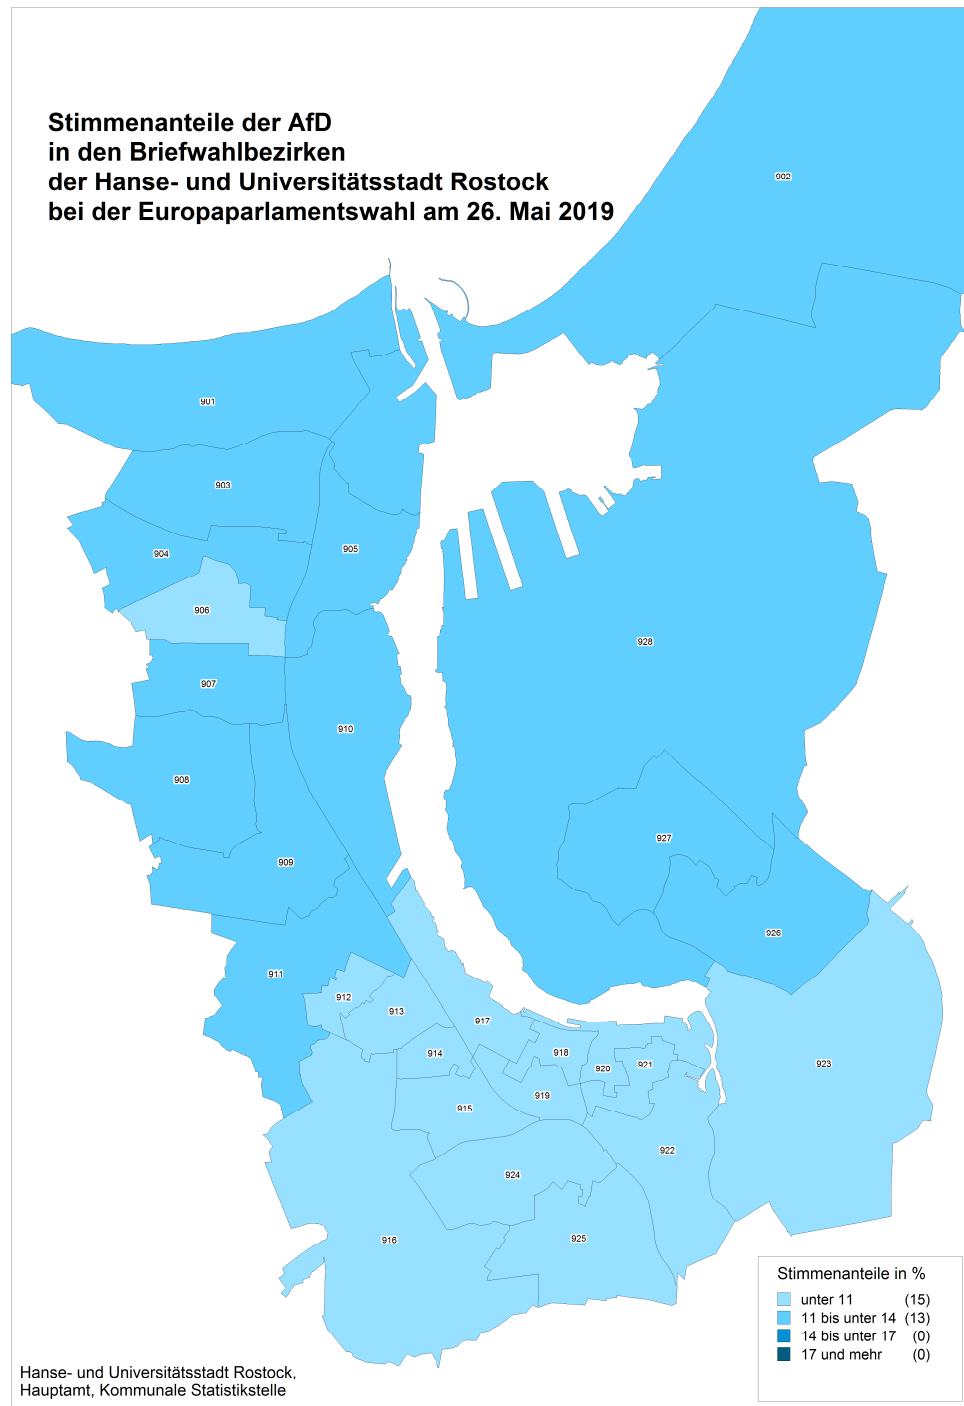 Stimmenanteile der AfD
in den Briefwahlbezirken
der Hanse- und Universitätsstadt Rostock
bei der Europaparlamentswahl am 26. Mai 2019
902
901
903
904
905
906
928
907
910
908
927
909
926
911
912
913
917
914
918
920
921
923
919
915
922
924
925
916
Stimmenanteile in %
unter 11 (15)
11 bis unter 14 (13)
14 bis unter 17 (0)
17 und mehr (0)
Hanse- und Universitätsstadt Rostock,
Hauptamt, Kommunale Statistikstelle